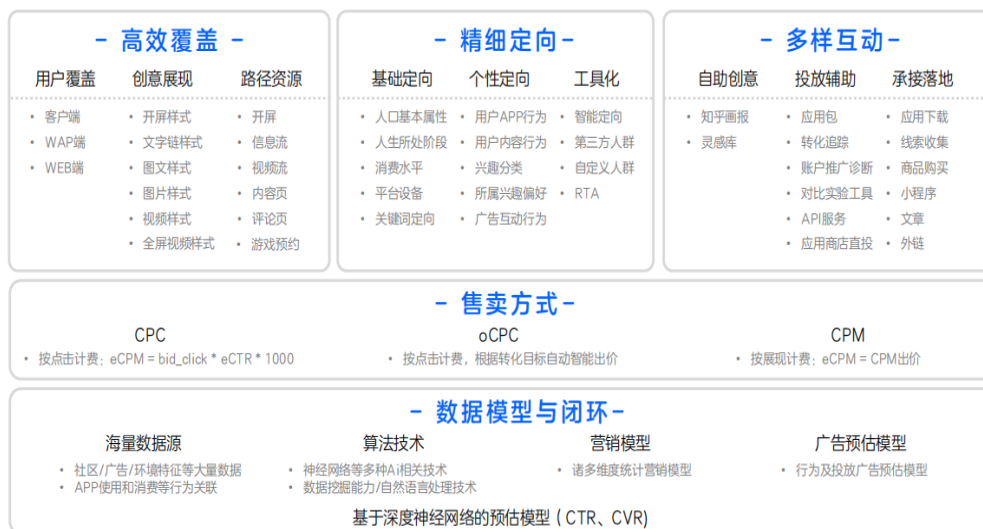 - 高效覆盖 -
用户覆盖 创意展现 路径资源
• 客户端
• WAP端
• WEB端
• 开屏样式
• 文字链样式
• 图文样式
• 图片样式
• 视频样式
• 全屏视频样式
• 开屏
• 信息流
• 视频流
• 内容页
• 评论页
• 游戏预约
- 精细定向-
基础定向 个性定向 工具化
• 人口基本属性
• 人生所处阶段
• 消费水平
• 平台设备
• 关键词定向
• 用户APP行为
• 用户内容行为
• 兴趣分类
• 所属兴趣偏好
• 广告互动行为
• 智能定向
• 第三方人群
• 自定义人群
• RTA
- 多样互动-
自助创意 投放辅助 承接落地
• 知乎画报
• 灵感库
• 应用包
• 转化追踪
• 账户推广诊断
• 对比实验工具
• API服务
• 应用商店直投
• 应用下载
• 线索收集
• 商品购买
• 小程序
• 文章
• 外链
- 售卖方式-
CPC
• 按点击计费：eCPM = bid_click * eCTR * 1000
oCPC
• 按点击计费，根据转化目标自动智能出价
CPM
• 按展现计费：eCPM = CPM出价
- 数据模型与闭环-
海量数据源
• 社区/广告/环境特征等大量数据
• APP使用和消费等行为关联
算法技术
• 神经网络等多种Ai相关技术
• 数据挖掘能力/自然语言处理技术
营销模型
• 诸多维度统计营销模型
广告预估模型
• 行为及投放广告预估模型
基于深度神经网络的预估模型（CTR、CVR)